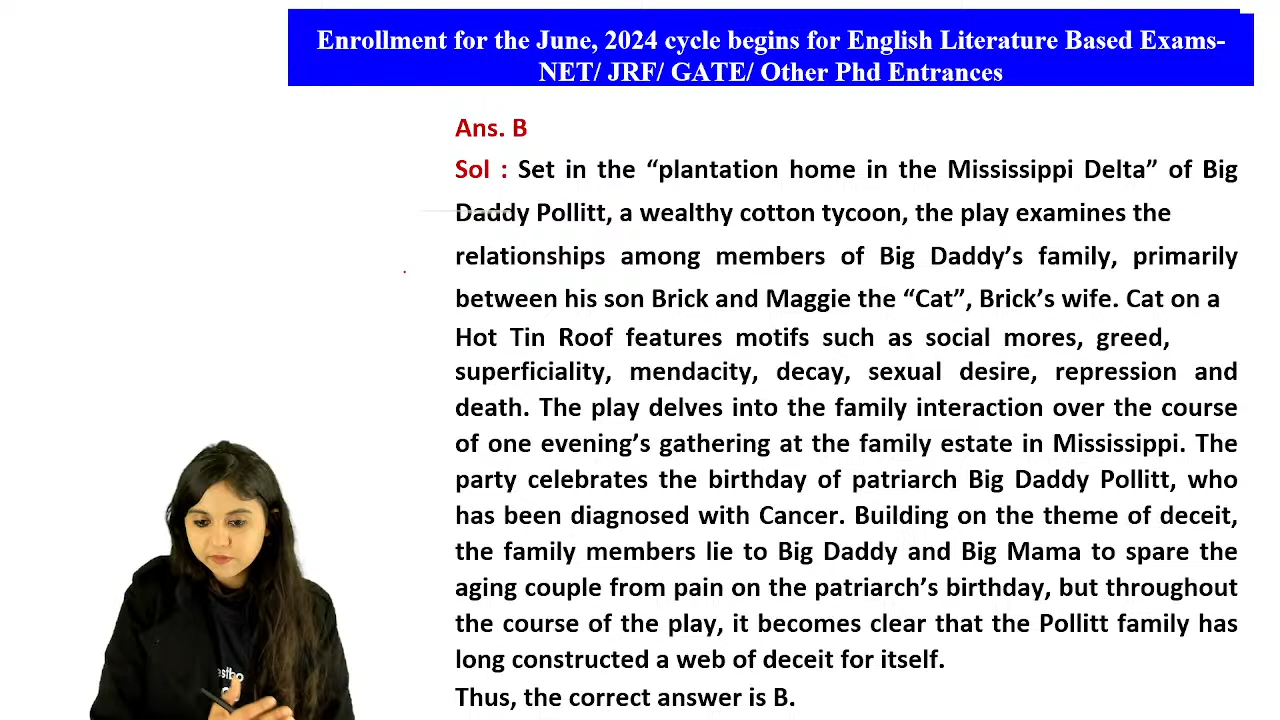 Enrollment for the June, 2024 cycle begins for English Literature Based Exams-
NET/ JRF/ GATE/ Other Phd Entrances
Ans. B
Sol : Set in the “plantation home in the Mississippi Delta” of Big
Daddy Pollitt, a wealthy cotton tycoon, the play examines the
relationships among members of Big Daddy’s family, primarily
between his son Brick and Maggie the “Cat”, Brick’s wife. Cat on a
Hot Tin Roof features motifs such as social mores, greed,
superficiality, mendacity, decay, sexual desire, repression and
death. The play delves into the family interaction over the course
of one evening’s gathering at the family estate in Mississippi. The
party celebrates the birthday of patriarch Big Daddy Pollitt, who
has been diagnosed with Cancer. Building on the theme of deceit,
the family members lie to Big Daddy and Big Mama to spare the
aging couple from pain on the patriarch’s birthday, but throughout
the course of the play, it becomes clear that the Pollitt family has
long constructed a web of deceit for itself.
Thus, the correct answer is B.